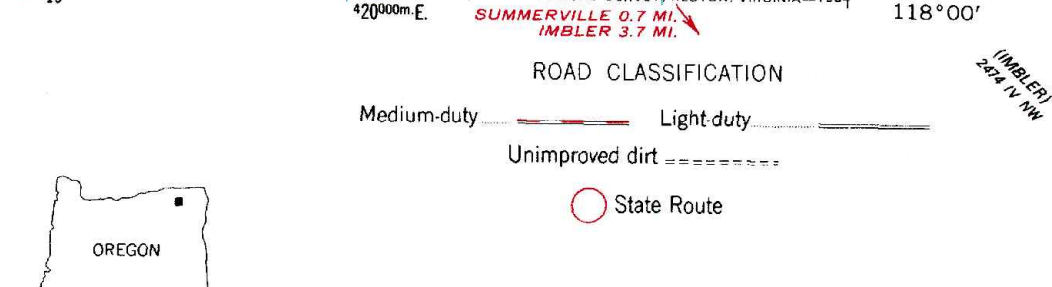 420000m.E.
VIRGINIA
118°00'
SUMMERVILLE 0.7 MI.
IMBLER 3.7 MI.
(IMBLER)
2474 IV NW
ROAD CLASSIFICATION
Medium-duty Light-duty
Unimproved dirt
State Route
OREGON